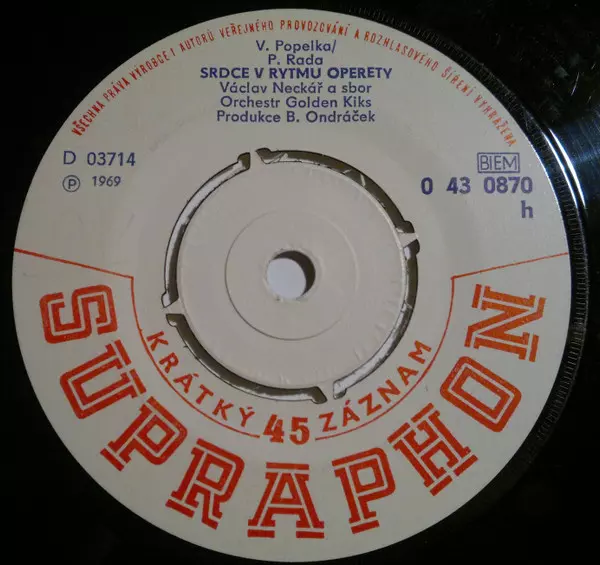 VŠECHNA PRÁVA VÝROBCE I AUTORŮ VEŘEJNÉHO PROVOZOVÁNÍ A ROZHLASOVÉHO ŠÍŘENÍ VYHRAŽENA
V. Popelka/
P. Rada
SRDCE V RYTMU OPERETY
Václav Neckář a sbor
Orchestr Golden Kiks
Produkce B. Ondráček
D 03714
℗ 1969
BIEM
0 43 0870
h
KRÁTKÝ 45 ZÁZNAM
SUPRAPHON